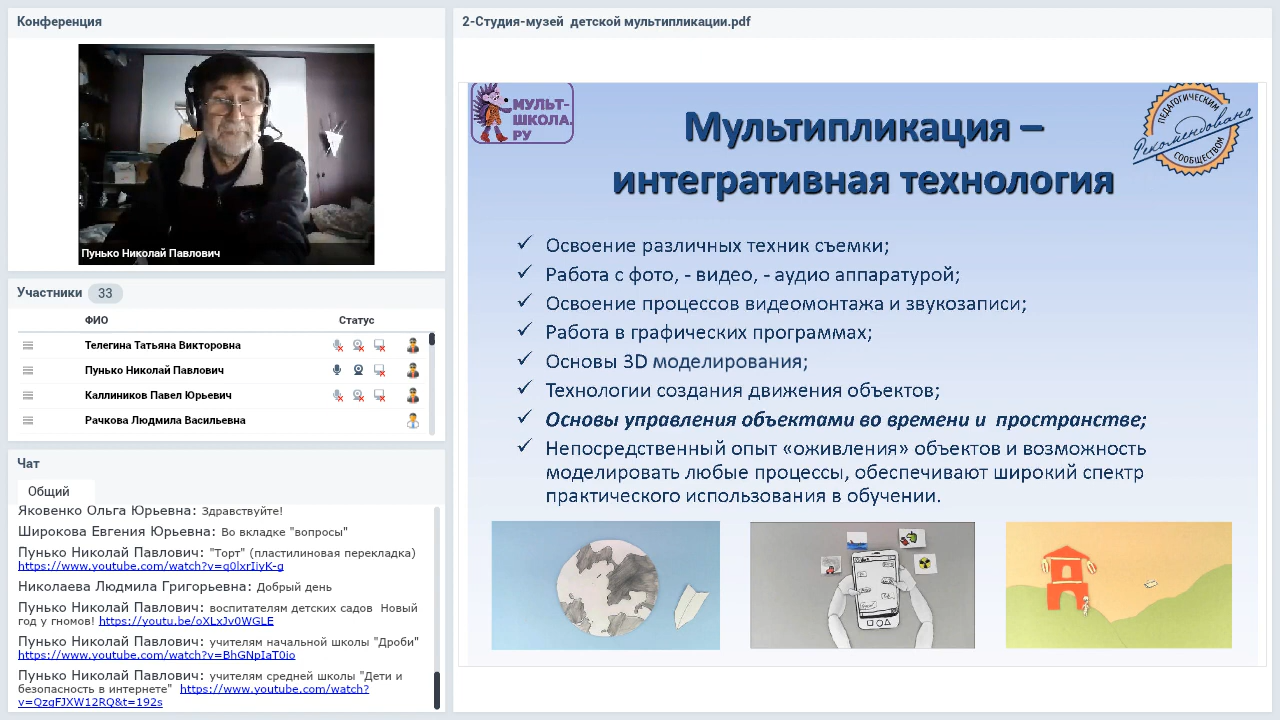 Конференция
Пунько Николай Павлович
Участники 33
ФИО Статус
Телегина Татьяна Викторовна
Пунько Николай Павлович
Каллиников Павел Юрьевич
Рачкова Людмила Васильевна
Чат
Общий
Яковенко Ольга Юрьевна: Здравствуйте!
Широкова Евгения Юрьевна: Во вкладке "вопросы"
Пунько Николай Павлович: "Торт" (пластилиновая перекладка)
https://www.youtube.com/watch?v=q0lxrIiyK-g
Николаева Людмила Григорьевна: Добрый день
Пунько Николай Павлович: воспитателям детских садов Новый
год у гномов! https://youtu.be/oXLxJv0WGLE
Пунько Николай Павлович: учителям начальной школы "Дроби"
https://www.youtube.com/watch?v=BhGNpIaT0io
Пунько Николай Павлович: учителям средней школы "Дети и
безопасность в интернете" https://www.youtube.com/watch?
v=QzgFJXW12RQ&t=192s
2-Студия-музей детской мультипликации.pdf
МУЛЬТ-
ШКОЛА.
РУ
ПЕДАГОГИЧЕСКИМ
Рекомендовано
СООБЩЕСТВОМ
Мультипликация –
интегративная технология
✓ Освоение различных техник съемки;
✓ Работа с фото, - видео, - аудио аппаратурой;
✓ Освоение процессов видеомонтажа и звукозаписи;
✓ Работа в графических программах;
✓ Основы 3D моделирования;
✓ Технологии создания движения объектов;
✓ Основы управления объектами во времени и пространстве;
✓ Непосредственный опыт «оживления» объектов и возможность
моделировать любые процессы, обеспечивают широкий спектр
практического использования в обучении.